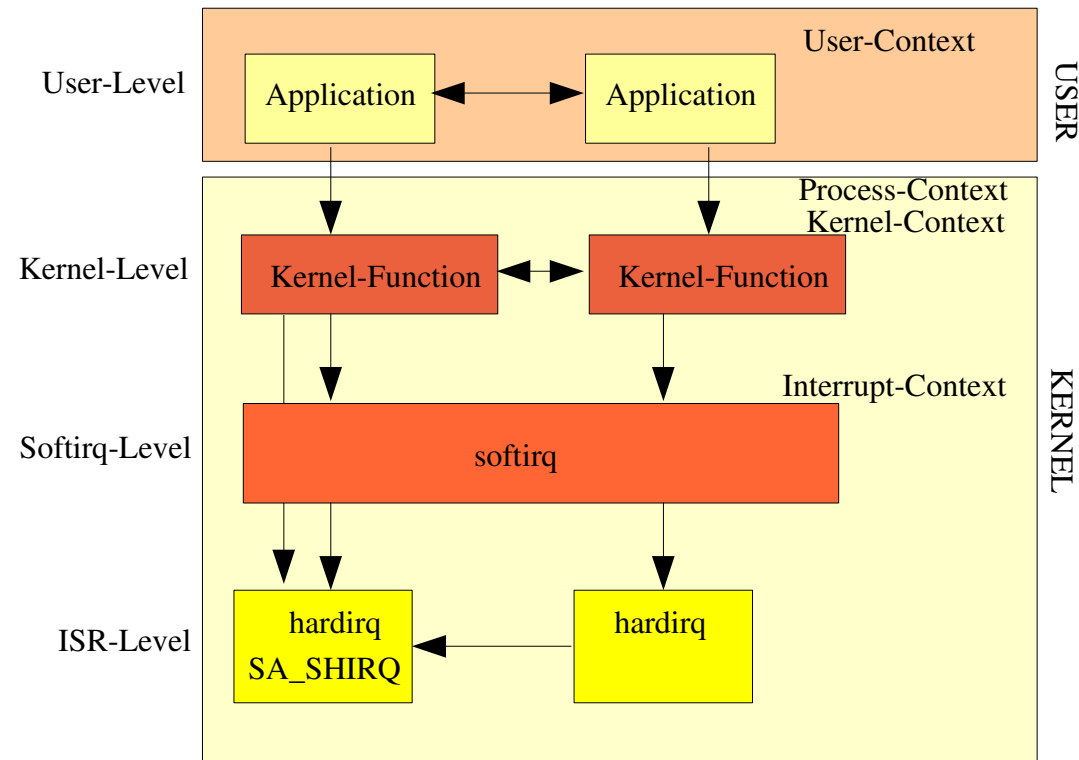 User-Context
User-Level
Application
Application
USER
Process-Context
Kernel-Context
Kernel-Level
Kernel-Function
Kernel-Function
Interrupt-Context
KERNEL
Softirq-Level
softirq
ISR-Level
hardirq
SA_SHIRQ
hardirq